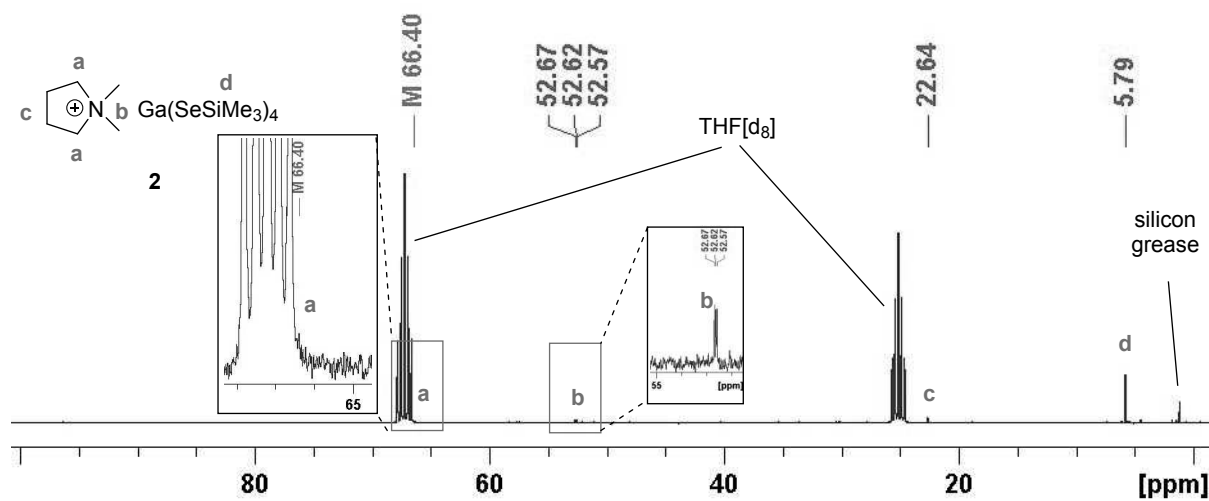 M 66.40
52.67
52.62
52.57
22.64
5.79
a
c
N
b
a
d
Ga(SeSiMe3)4
2
THF[d8]
silicon
grease
M 66.40
a
65
52.67
52.62
52.57
b
55
[ppm]
a
b
c
d
80
60
40
20
[ppm]